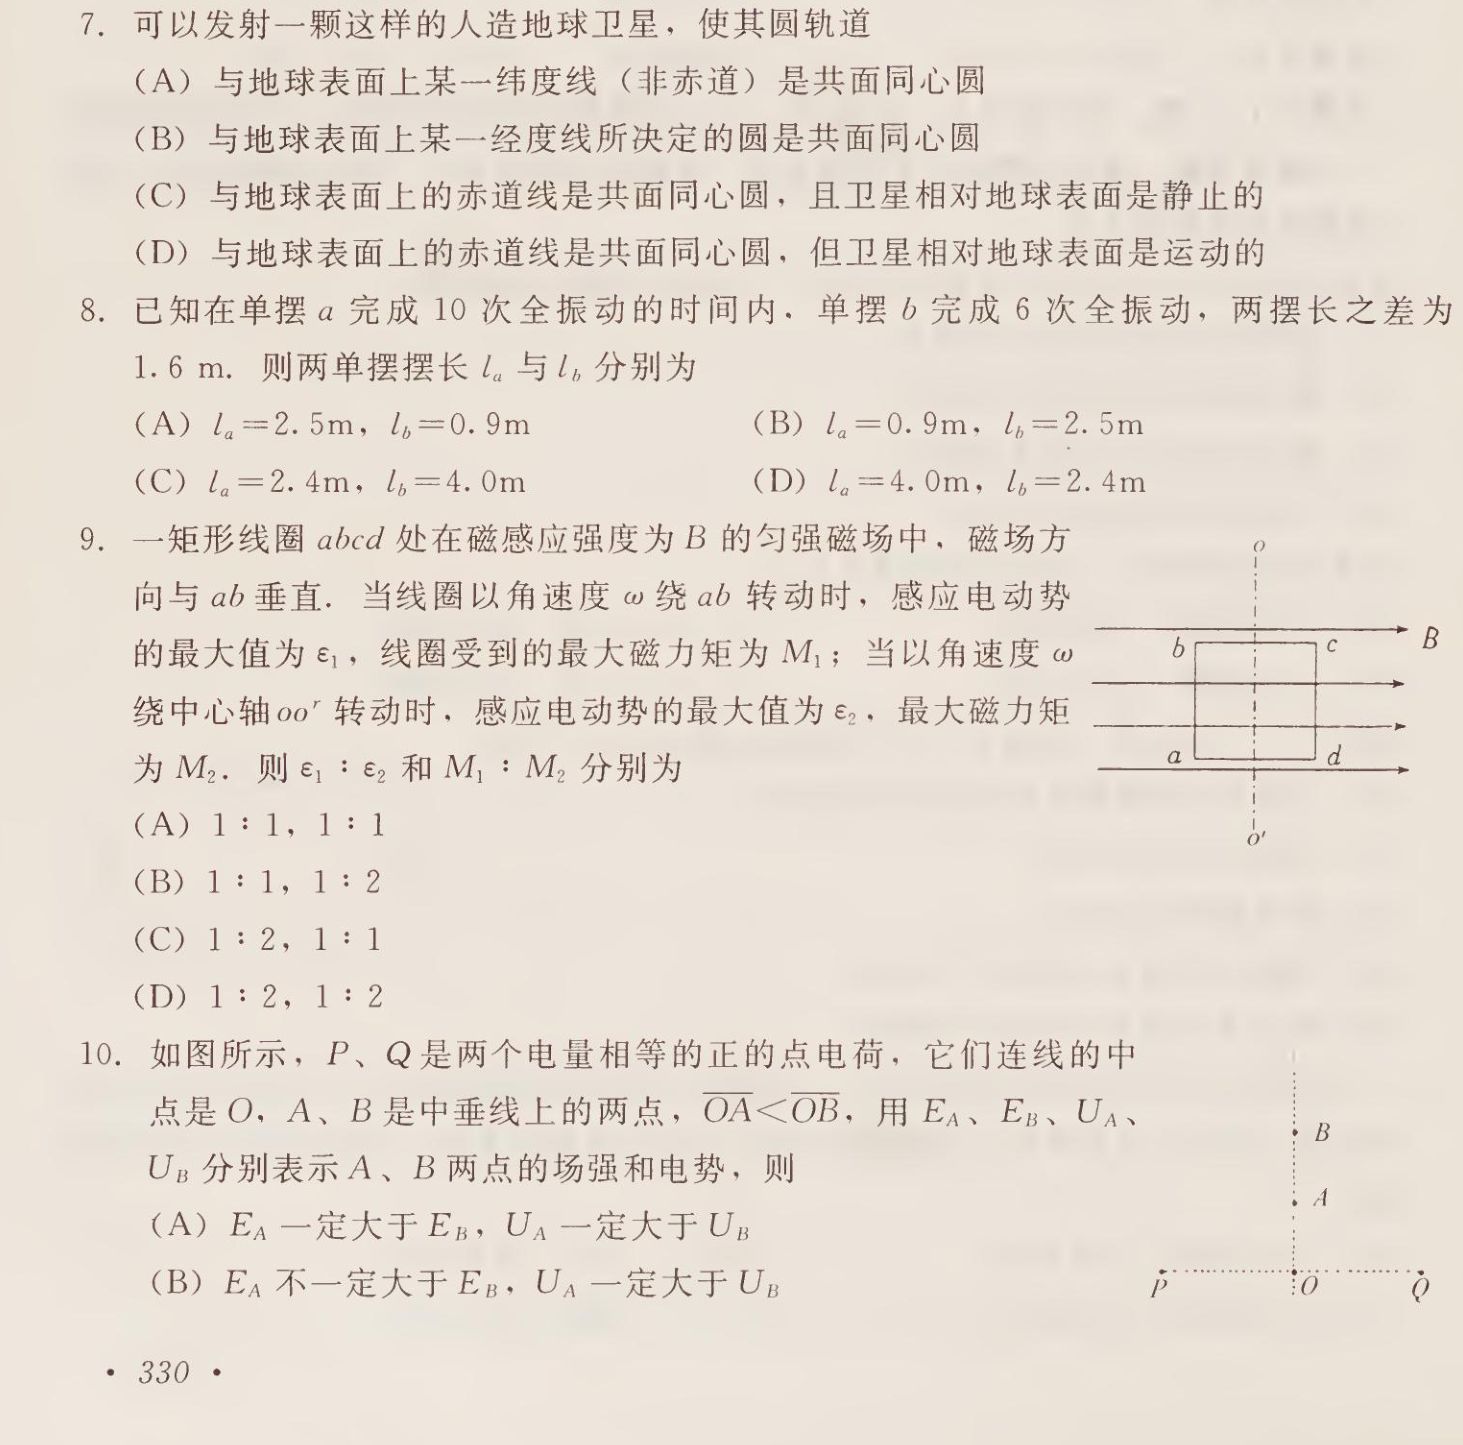 7. 可以发射一颗这样的人造地球卫星，使其圆轨道
(A) 与地球表面上某一纬度线（非赤道）是共面同心圆
(B) 与地球表面上某一经度线所决定的圆是共面同心圆
(C) 与地球表面上的赤道线是共面同心圆，且卫星相对地球表面是静止的
(D) 与地球表面上的赤道线是共面同心圆，但卫星相对地球表面是运动的
8. 已知在单摆 a 完成 10 次全振动的时间内，单摆 b 完成 6 次全振动，两摆长之差为
1.6 m. 则两单摆摆长 lₐ 与 l_b 分别为
(A) lₐ=2.5m, l_b=0.9m (B) lₐ=0.9m, l_b=2.5m
(C) lₐ=2.4m, l_b=4.0m (D) lₐ=4.0m, l_b=2.4m
9. 一矩形线圈 abcd 处在磁感应强度为 B 的匀强磁场中，磁场方
向与 ab 垂直．当线圈以角速度 ω 绕 ab 转动时，感应电动势
的最大值为 ε₁，线圈受到的最大磁力矩为 M₁；当以角速度 ω
绕中心轴 oo′ 转动时，感应电动势的最大值为 ε₂，最大磁力矩
为 M₂．则 ε₁：ε₂ 和 M₁：M₂ 分别为
(A) 1：1, 1：1
(B) 1：1, 1：2
(C) 1：2, 1：1
(D) 1：2, 1：2
o
b
c
B
a
d
o′
10. 如图所示，P、Q 是两个电量相等的正的点电荷，它们连线的中
点是 O，A、B 是中垂线上的两点，O̅A̅<O̅B̅，用 E_A、E_B、U_A、
U_B 分别表示 A、B 两点的场强和电势，则
(A) E_A 一定大于 E_B，U_A 一定大于 U_B
(B) E_A 不一定大于 E_B，U_A 一定大于 U_B
B
A
P
O
Q
· 330 ·